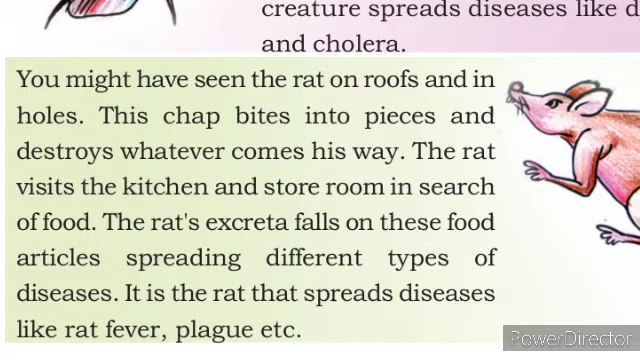 creature spreads diseases like d
and cholera.
You might have seen the rat on roofs and in
holes. This chap bites into pieces and
destroys whatever comes his way. The rat
visits the kitchen and store room in search
of food. The rat's excreta falls on these food
articles spreading different types of
diseases. It is the rat that spreads diseases
like rat fever, plague etc.
PowerDirector